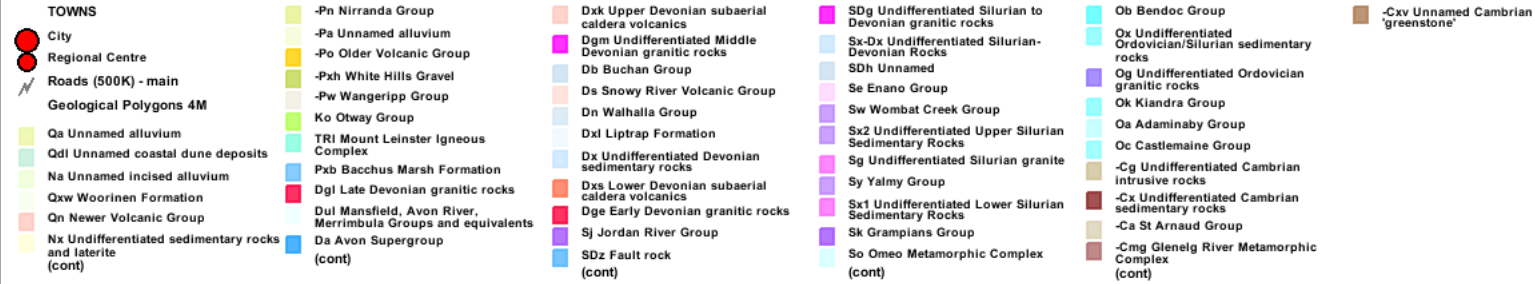 TOWNS
City
Regional Centre
Roads (500K) - main
Geological Polygons 4M
Qa Unnamed alluvium
Qdl Unnamed coastal dune deposits
Na Unnamed incised alluvium
Qxw Woorinen Formation
Qn Newer Volcanic Group
Nx Undifferentiated sedimentary rocks
and laterite
(cont)
-Pn Nirranda Group
-Pa Unnamed alluvium
-Po Older Volcanic Group
-Pxh White Hills Gravel
-Pw Wangeripp Group
Ko Otway Group
TRl Mount Leinster Igneous
Complex
Pxb Bacchus Marsh Formation
Dgl Late Devonian granitic rocks
Dul Mansfield, Avon River,
Merrimbula Groups and equivalents
Da Avon Supergroup
(cont)
Dxk Upper Devonian subaerial
caldera volcanics
Dgm Undifferentiated Middle
Devonian granitic rocks
Db Buchan Group
Ds Snowy River Volcanic Group
Dn Walhalla Group
Dxl Liptrap Formation
Dx Undifferentiated Devonian
sedimentary rocks
Dxs Lower Devonian subaerial
caldera volcanics
Dge Early Devonian granitic rocks
Sj Jordan River Group
SDz Fault rock
(cont)
SDg Undifferentiated Silurian to
Devonian granitic rocks
Sx-Dx Undifferentiated Silurian-
Devonian Rocks
SDh Unnamed
Se Enano Group
Sw Wombat Creek Group
Sx2 Undifferentiated Upper Silurian
Sedimentary Rocks
Sg Undifferentiated Silurian granite
Sy Yalmy Group
Sx1 Undifferentiated Lower Silurian
Sedimentary Rocks
Sk Grampians Group
So Omeo Metamorphic Complex
(cont)
Ob Bendoc Group
Ox Undifferentiated
Ordovician/Silurian sedimentary
rocks
Og Undifferentiated Ordovician
granitic rocks
Ok Kiandra Group
Oa Adaminaby Group
Oc Castlemaine Group
-Cg Undifferentiated Cambrian
intrusive rocks
-Cx Undifferentiated Cambrian
sedimentary rocks
-Ca St Arnaud Group
-Cmg Glenelg River Metamorphic
Complex
(cont)
-Cxv Unnamed Cambrian
'greenstone'